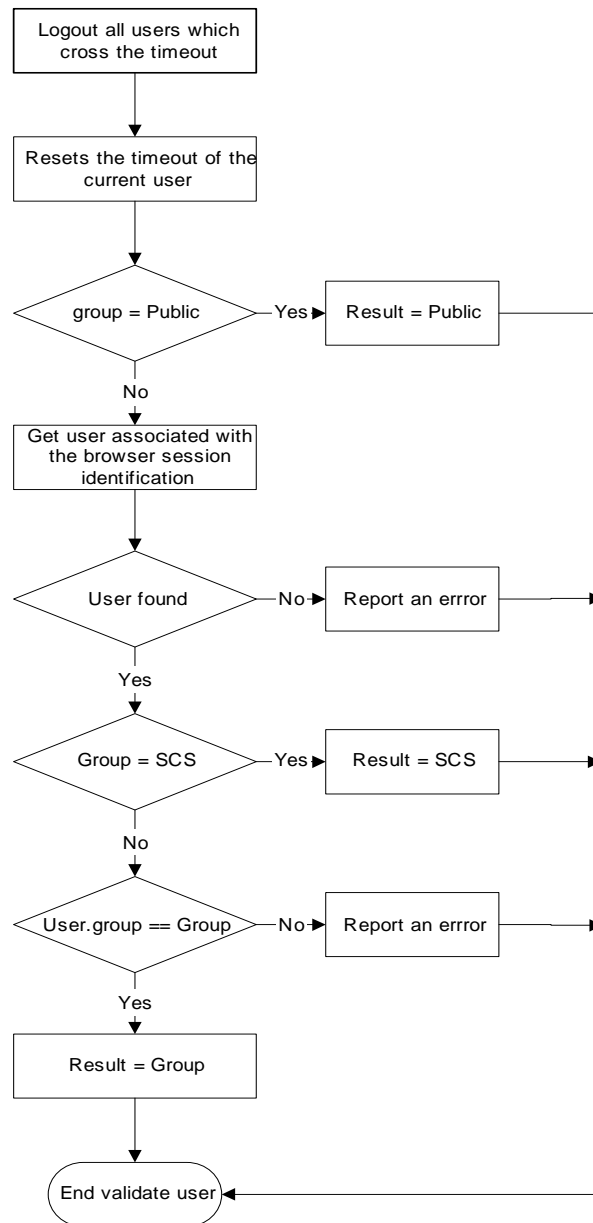 Logout all users which
cross the timeout
Resets the timeout of the
current user
group = Public
Yes
Result = Public
No
Get user associated with
the browser session
identification
User found
No
Report an errror
Yes
Group = SCS
Yes
Result = SCS
No
User.group == Group
No
Report an errror
Yes
Result = Group
End validate user